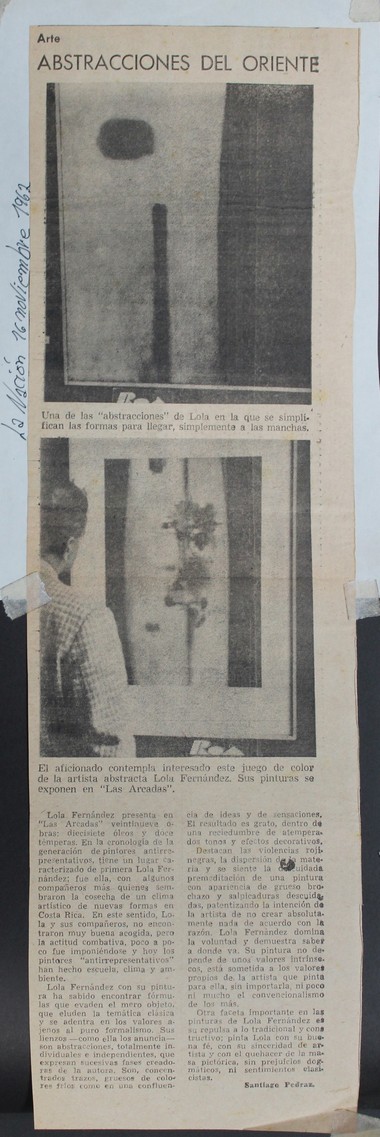 Arte
ABSTRACCIONES DEL ORIENTE
La Nación 16 noviembre 1962
Una de las "abstracciones" de Lola en la que se simpli-
fican las formas para llegar, simplemente a las manchas.
El aficionado contempla interesado este juego de color
de la artista abstracta Lola Fernández. Sus pinturas se
exponen en "Las Arcadas".
Lola Fernández presenta en
"Las Arcadas" veintinueve o-
bras: diecisiete óleos y doce
témperas. En la cronología de la
generación de pintores antirre-
presentativos, tiene un lugar ca-
racterizado de primera Lola Fer-
nández; fue ella, con algunos
compañeros más, quienes sem-
braron la cosecha de un clima
artístico de nuevas formas en
Costa Rica. En este sentido, Lo-
la y sus compañeros, no encon-
traron muy buena acogida, pero
la actitud combativa, poco a po-
co fue imponiéndose y hoy los
pintores "antirrepresentativos"
han hecho escuela, clima y am-
biente.
Lola Fernández con su pintu-
ra ha sabido encontrar fórmu-
las que evaden el mero objeto,
que eluden la temática clásica
y se adentra en los valores a-
jenos al puro formalismo. Sus
lienzos —como ella los anuncia—
son abstracciones, totalmente in-
dividuales e independientes, que
expresan sucesivas fases creado-
ras de la autora. Son, concen-
trados trazos, gruesos de colo-
res fríos como en una confluen-
cia de ideas y de sensaciones.
El resultado es grato, dentro de
una reciedumbre de atempera-
dos tonos y efectos decorativos.
Destacan las violencias roji-
negras, la dispersión de mate-
ria y se siente la cuidada
premeditación de una pintura
con apariencia de grueso bro-
chazo y salpicaduras descuida-
das, patentizando la intención de
la artista de no crear absoluta-
mente nada de acuerdo con la
razón. Lola Fernández domina
la voluntad y demuestra saber
a donde va. Su pintura no de-
pende de unos valores intrínse-
cos, está sometida a los valores
propios de la artista que pinta
para ella, sin importarla, ni poco
ni mucho el convencionalismo
de los más.
Otra faceta importante en las
pinturas de Lola Fernández es
su repulsa a lo tradicional y cons
tructivo; pinta Lola con su bue-
na fé, con su sinceridad de ar-
tista y con el quehacer de la ma-
sa pictórica, sin prejuicios dog-
máticos, ni sentimientos clasi-
cistas.
Santiago Pedraz.